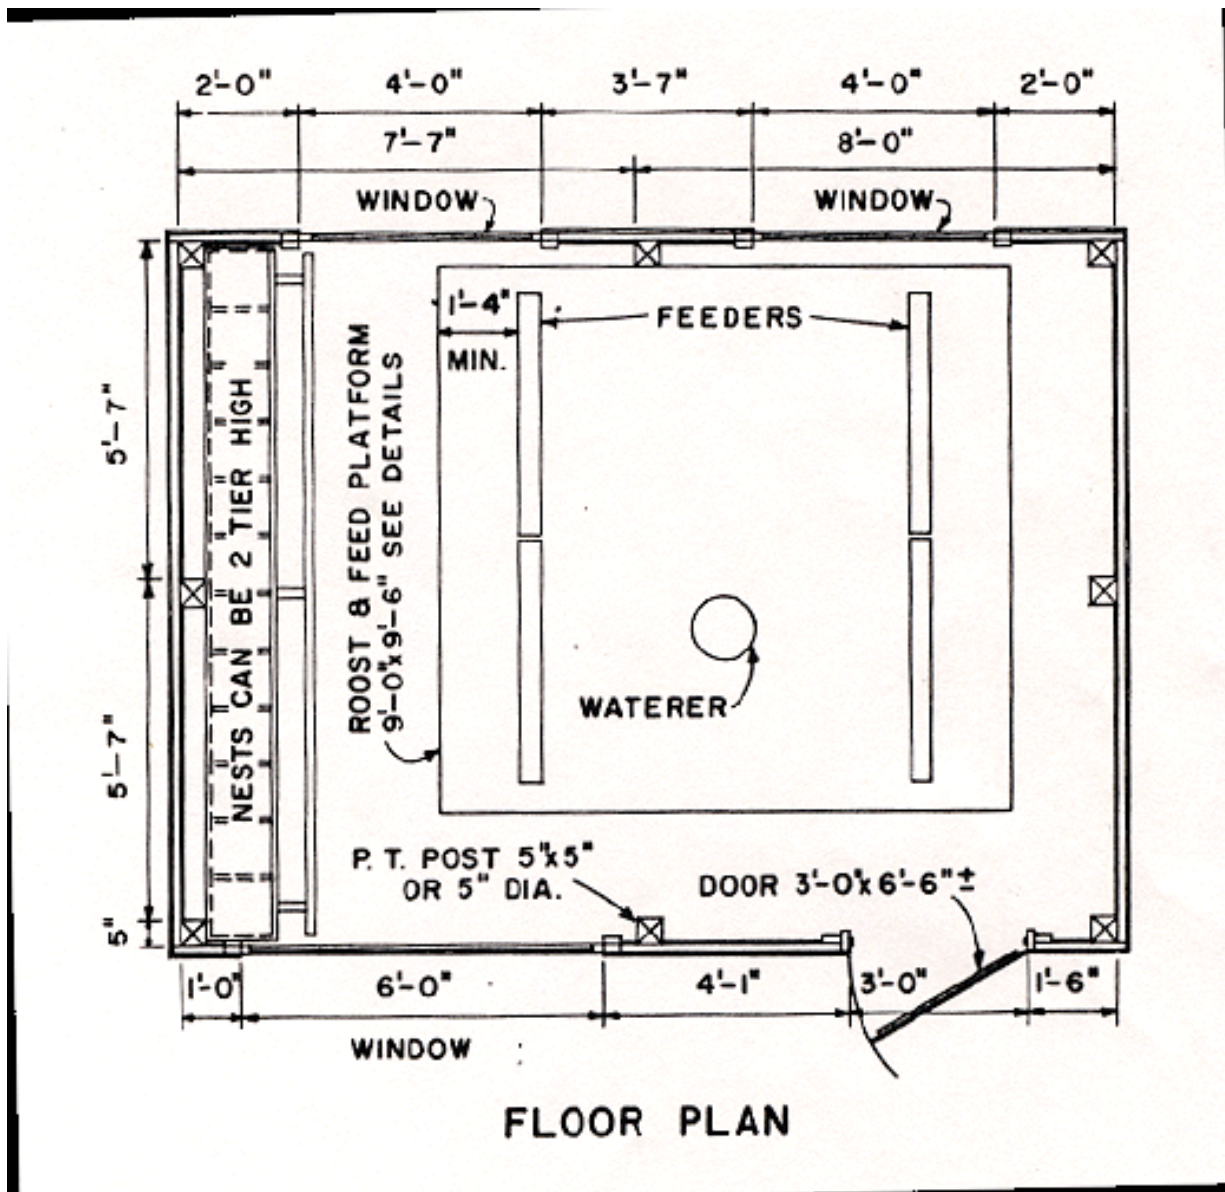 2'-0" 4'-0" 3'-7" 4'-0" 2'-0"
7'-7" 8'-0"
WINDOW WINDOW
1'-4"
MIN.
FEEDERS
5'-7"
5'-7"
5"
NESTS CAN BE 2 TIER HIGH
ROOST & FEED PLATFORM
9'-0"x9'-6" SEE DETAILS
WATERER
P. T. POST 5"x5"
OR 5" DIA.
DOOR 3'-0"x6'-6"±
1'-0" 6'-0" 4'-1" 3'-0" 1'-6"
WINDOW
FLOOR PLAN